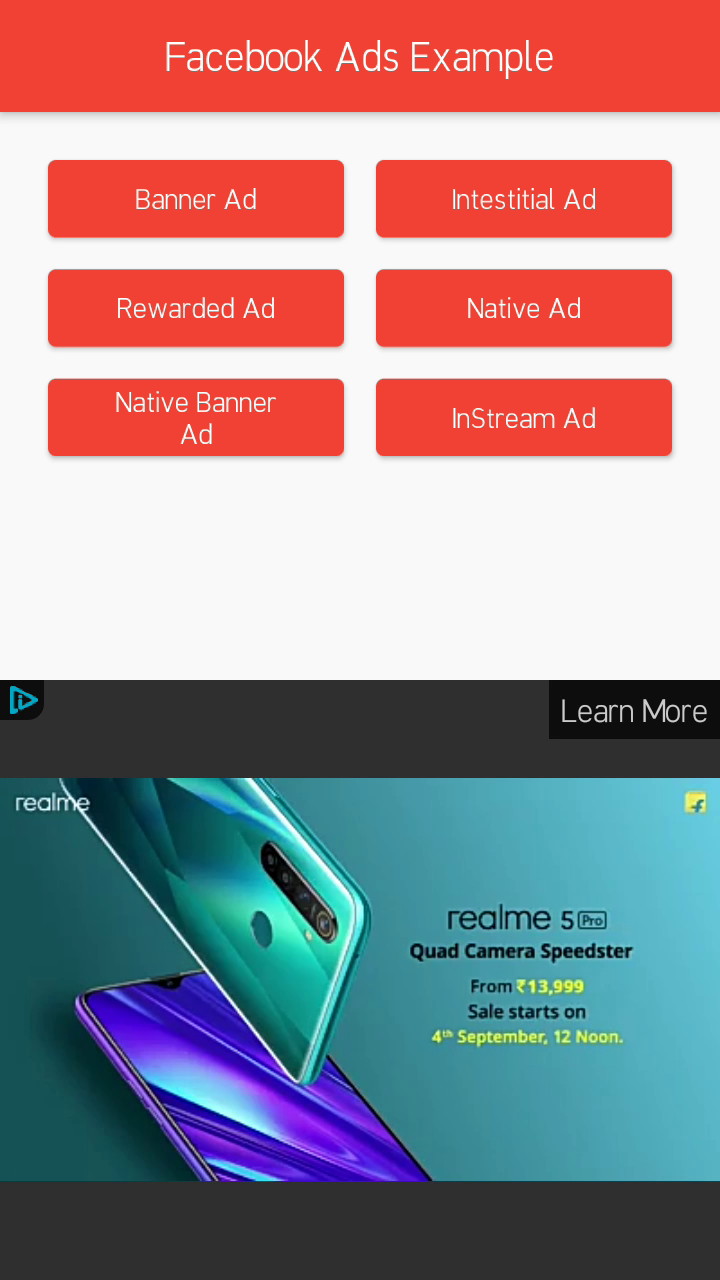 Facebook Ads Example
Banner Ad
Intestitial Ad
Rewarded Ad
Native Ad
Native Banner
Ad
InStream Ad
Learn More
realme
realme 5 Pro
Quad Camera Speedster
From ₹13,999
Sale starts on
4th September, 12 Noon.